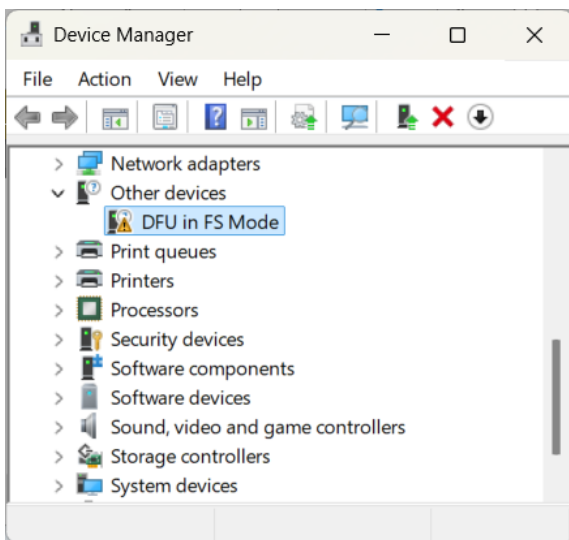 Device Manager
File Action View Help
Network adapters
Other devices
DFU in FS Mode
Print queues
Printers
Processors
Security devices
Software components
Software devices
Sound, video and game controllers
Storage controllers
System devices